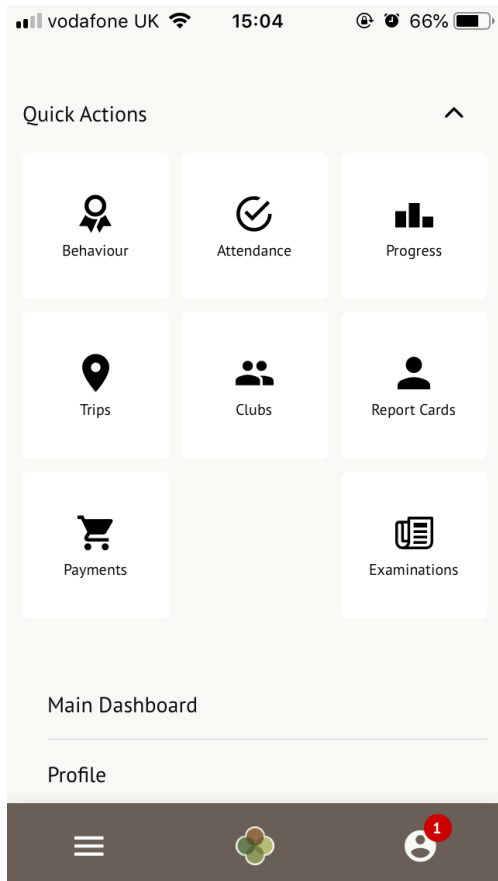 vodafone UK 15:04 66%
Quick Actions
Behaviour Attendance Progress
Trips Clubs Report Cards
Payments Examinations
Main Dashboard
Profile
1